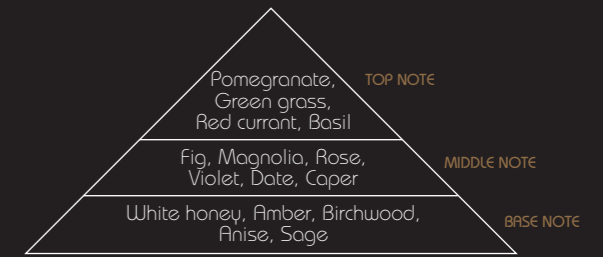 Pomegranate,
Green grass,
Red currant, Basil
TOP NOTE
Fig, Magnolia, Rose,
Violet, Date, Caper
MIDDLE NOTE
White honey, Amber, Birchwood,
Anise, Sage
BASE NOTE